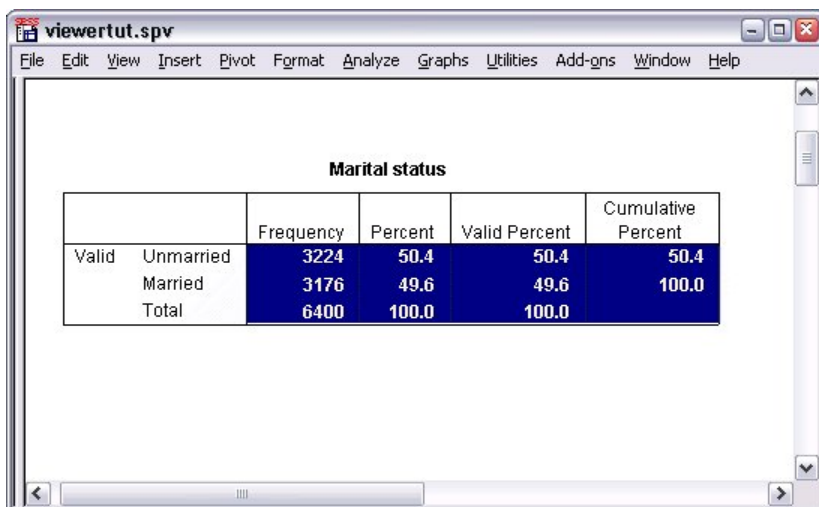 viewertut.spv
File Edit View Insert Pivot Format Analyze Graphs Utilities Add-ons Window Help
Marital status
Frequency Percent Valid Percent Cumulative Percent
Valid Unmarried 3224 50.4 50.4 50.4
Married 3176 49.6 49.6 100.0
Total 6400 100.0 100.0